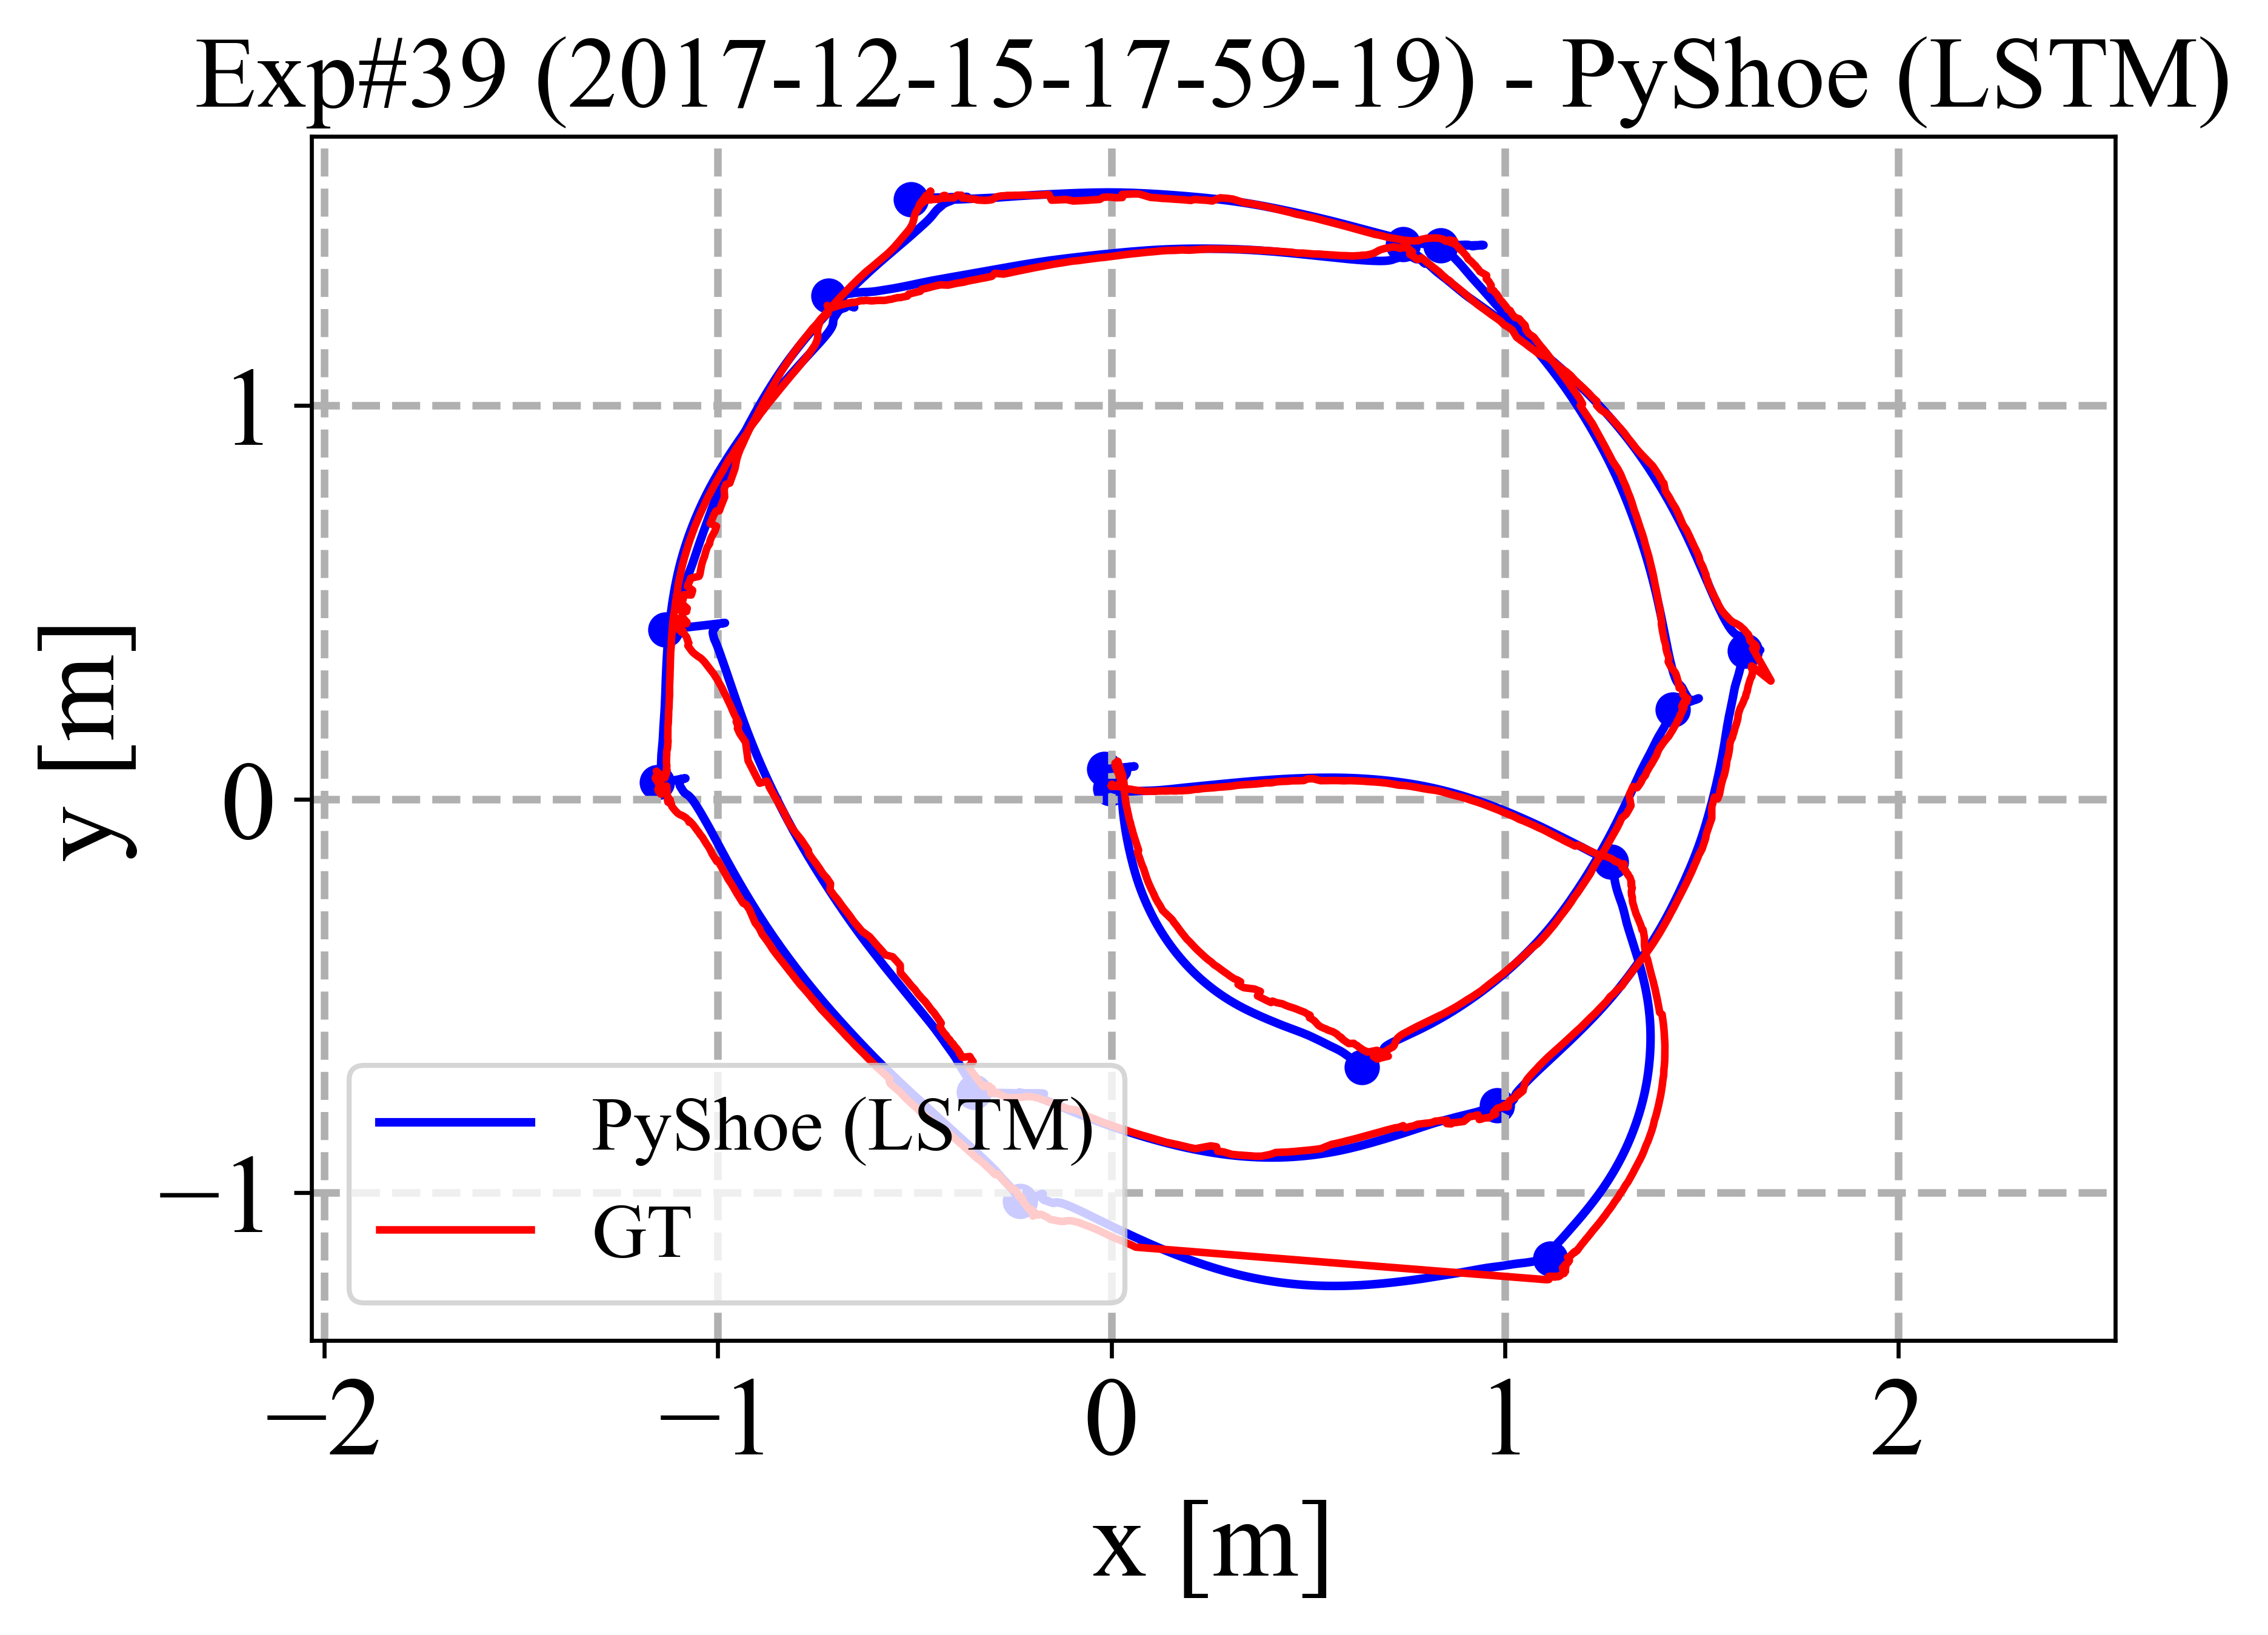 Exp#39 (2017-12-15-17-59-19) - PyShoe (LSTM)
1
0
−1
y [m]
PyShoe (LSTM)
GT
−2 −1 0 1 2
x [m]